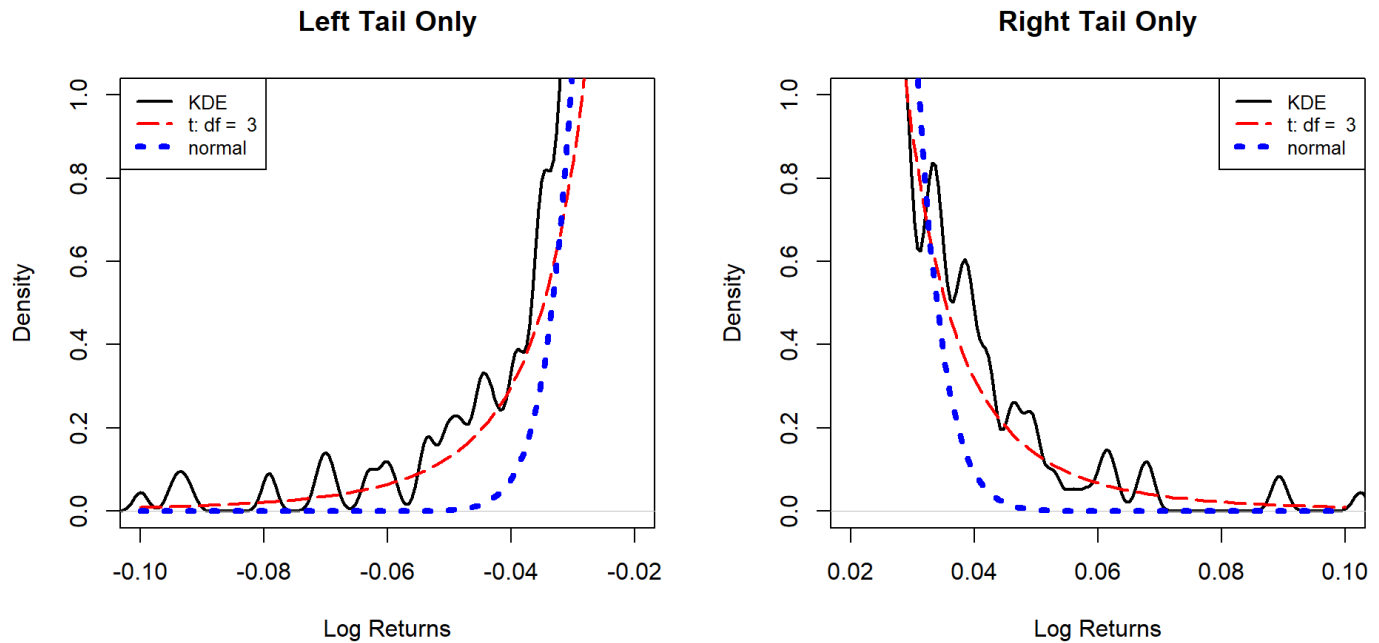 Left Tail Only
KDE
t: df =  3
normal
Density
0.0 0.2 0.4 0.6 0.8 1.0
-0.10 -0.08 -0.06 -0.04 -0.02
Log Returns
Right Tail Only
KDE
t: df =  3
normal
Density
0.0 0.2 0.4 0.6 0.8 1.0
0.02 0.04 0.06 0.08 0.10
Log Returns